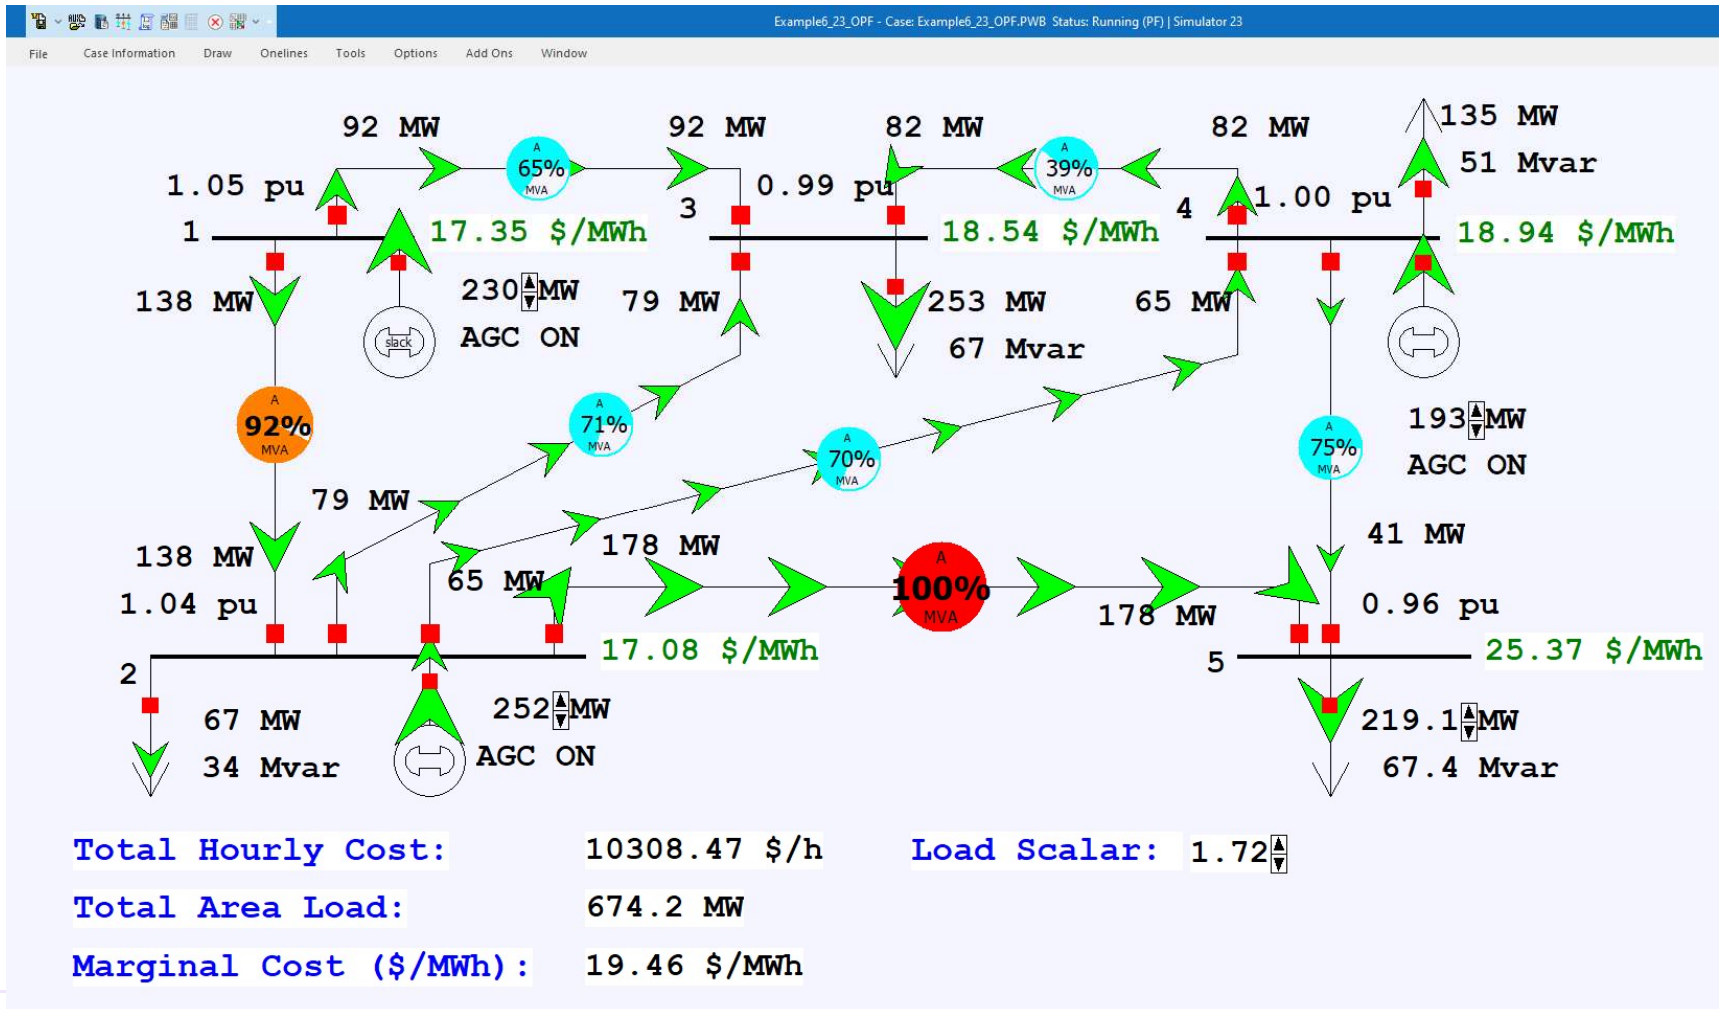 Example6_23_OPF - Case: Example6_23_OPF.PWB Status: Running (PF) | Simulator 23
File Case Information Draw Onelines Tools Options Add Ons Window
92 MW 92 MW 82 MW 82 MW 135 MW
A 65% MVA
A 39% MVA
51 Mvar
1.05 pu 0.99 pu 1.00 pu
1 17.35 $/MWh 3 18.54 $/MWh 4 18.94 $/MWh
138 MW 230 MW 79 MW 253 MW 65 MW
slack AGC ON 67 Mvar
A 92% MVA
A 71% MVA
A 70% MVA
A 75% MVA
193 MW
AGC ON
79 MW
138 MW 178 MW 41 MW
65 MW
A 100% MVA
1.04 pu 178 MW 0.96 pu
2 17.08 $/MWh 5 25.37 $/MWh
67 MW 252 MW 219.1 MW
34 Mvar AGC ON 67.4 Mvar
Total Hourly Cost: 10308.47 $/h Load Scalar: 1.72
Total Area Load: 674.2 MW
Marginal Cost ($/MWh): 19.46 $/MWh